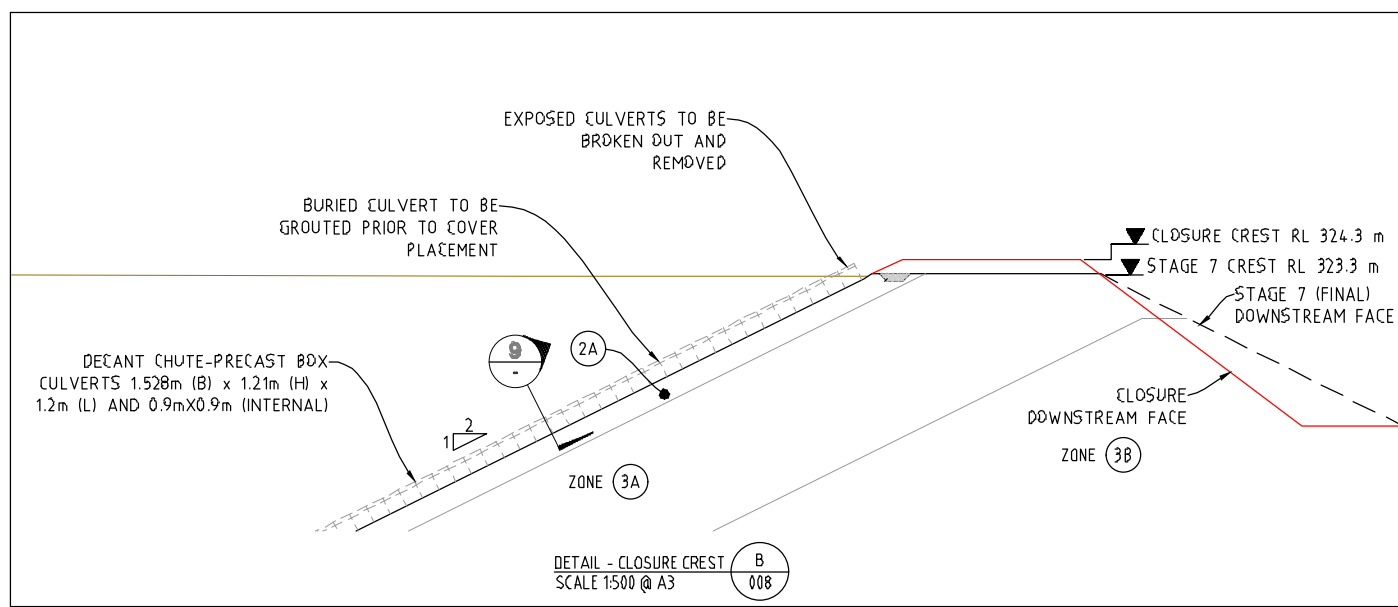 EXPOSED CULVERTS TO BE
BROKEN OUT AND
REMOVED
BURIED CULVERT TO BE
GROUTED PRIOR TO COVER
PLACEMENT
CLOSURE CREST RL 324.3 m
STAGE 7 CREST RL 323.3 m
STAGE 7 (FINAL)
DOWNSTREAM FACE
9
-
2A
DECANT CHUTE-PRECAST BOX
CULVERTS 1.528m (B) x 1.21m (H) x
1.2m (L) AND 0.9mX0.9m (INTERNAL)
2
1
CLOSURE
DOWNSTREAM FACE
ZONE 3B
ZONE 3A
DETAIL - CLOSURE CREST
SCALE 1:500 @ A3
B
008